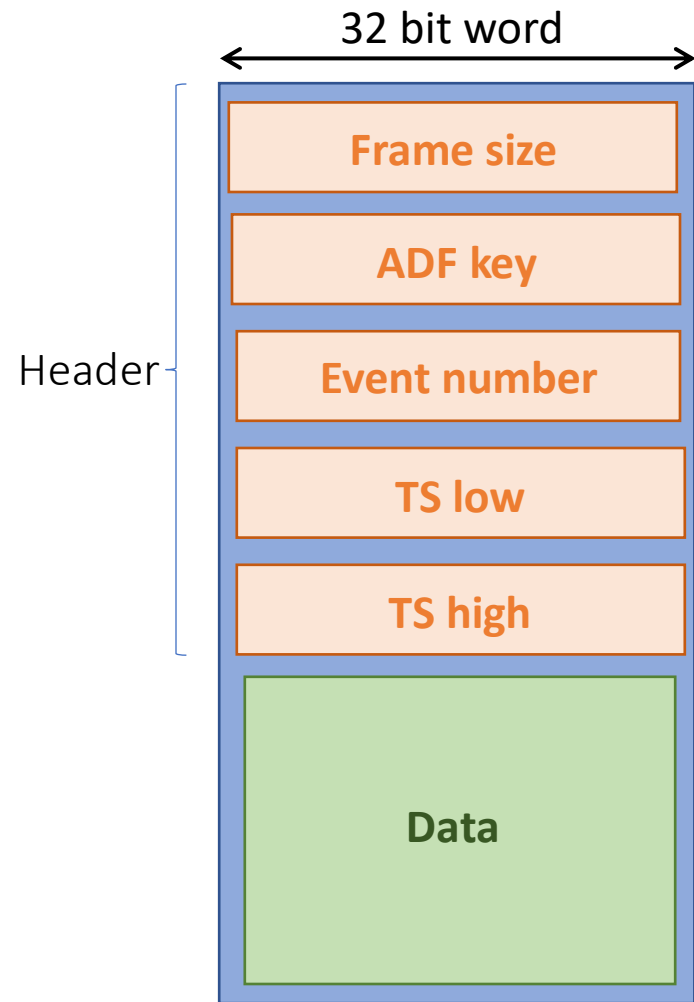 32 bit word
Frame size
ADF key
Header
Event number
TS low
TS high
Data